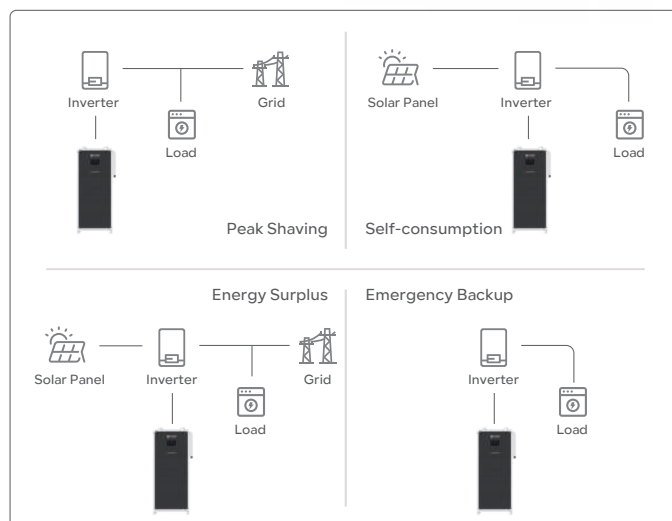 Inverter
Grid
Load
Peak Shaving
Solar Panel
Inverter
Load
Self-consumption
Energy Surplus
Solar Panel
Inverter
Grid
Load
Emergency Backup
Inverter
Load